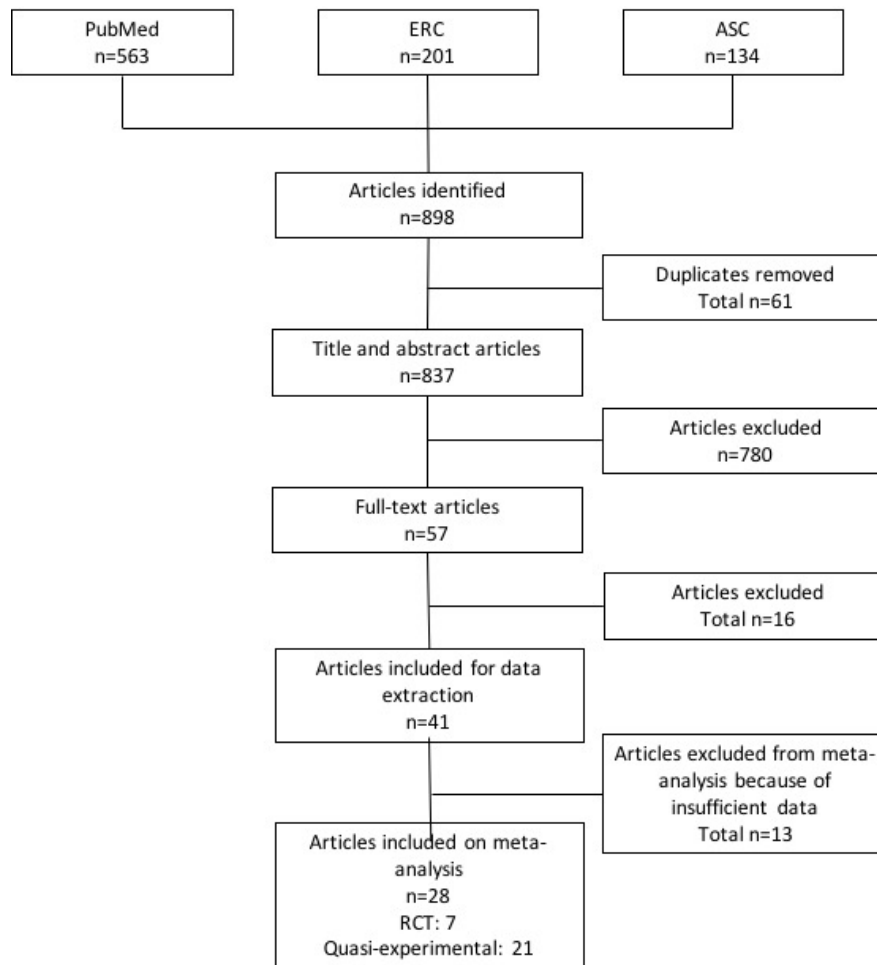 PubMed
n=563
ERC
n=201
ASC
n=134
Articles identified
n=898
Duplicates removed
Total n=61
Title and abstract articles
n=837
Articles excluded
n=780
Full-text articles
n=57
Articles excluded
Total n=16
Articles included for data
extraction
n=41
Articles excluded from meta-
analysis because of
insufficient data
Total n=13
Articles included on meta-
analysis
n=28
RCT: 7
Quasi-experimental: 21